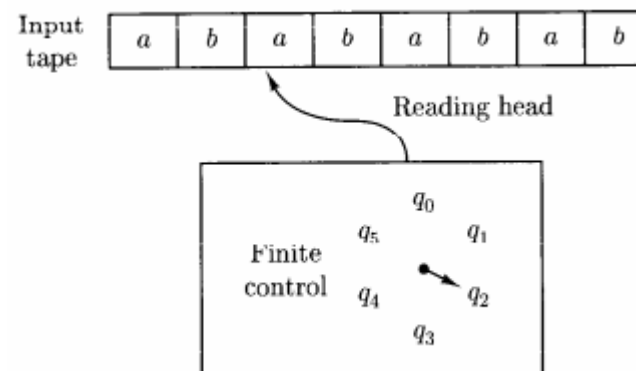 Input tape
a b a b a b a b
Reading head
q0
q5 q1
Finite control
q4 q2
q3